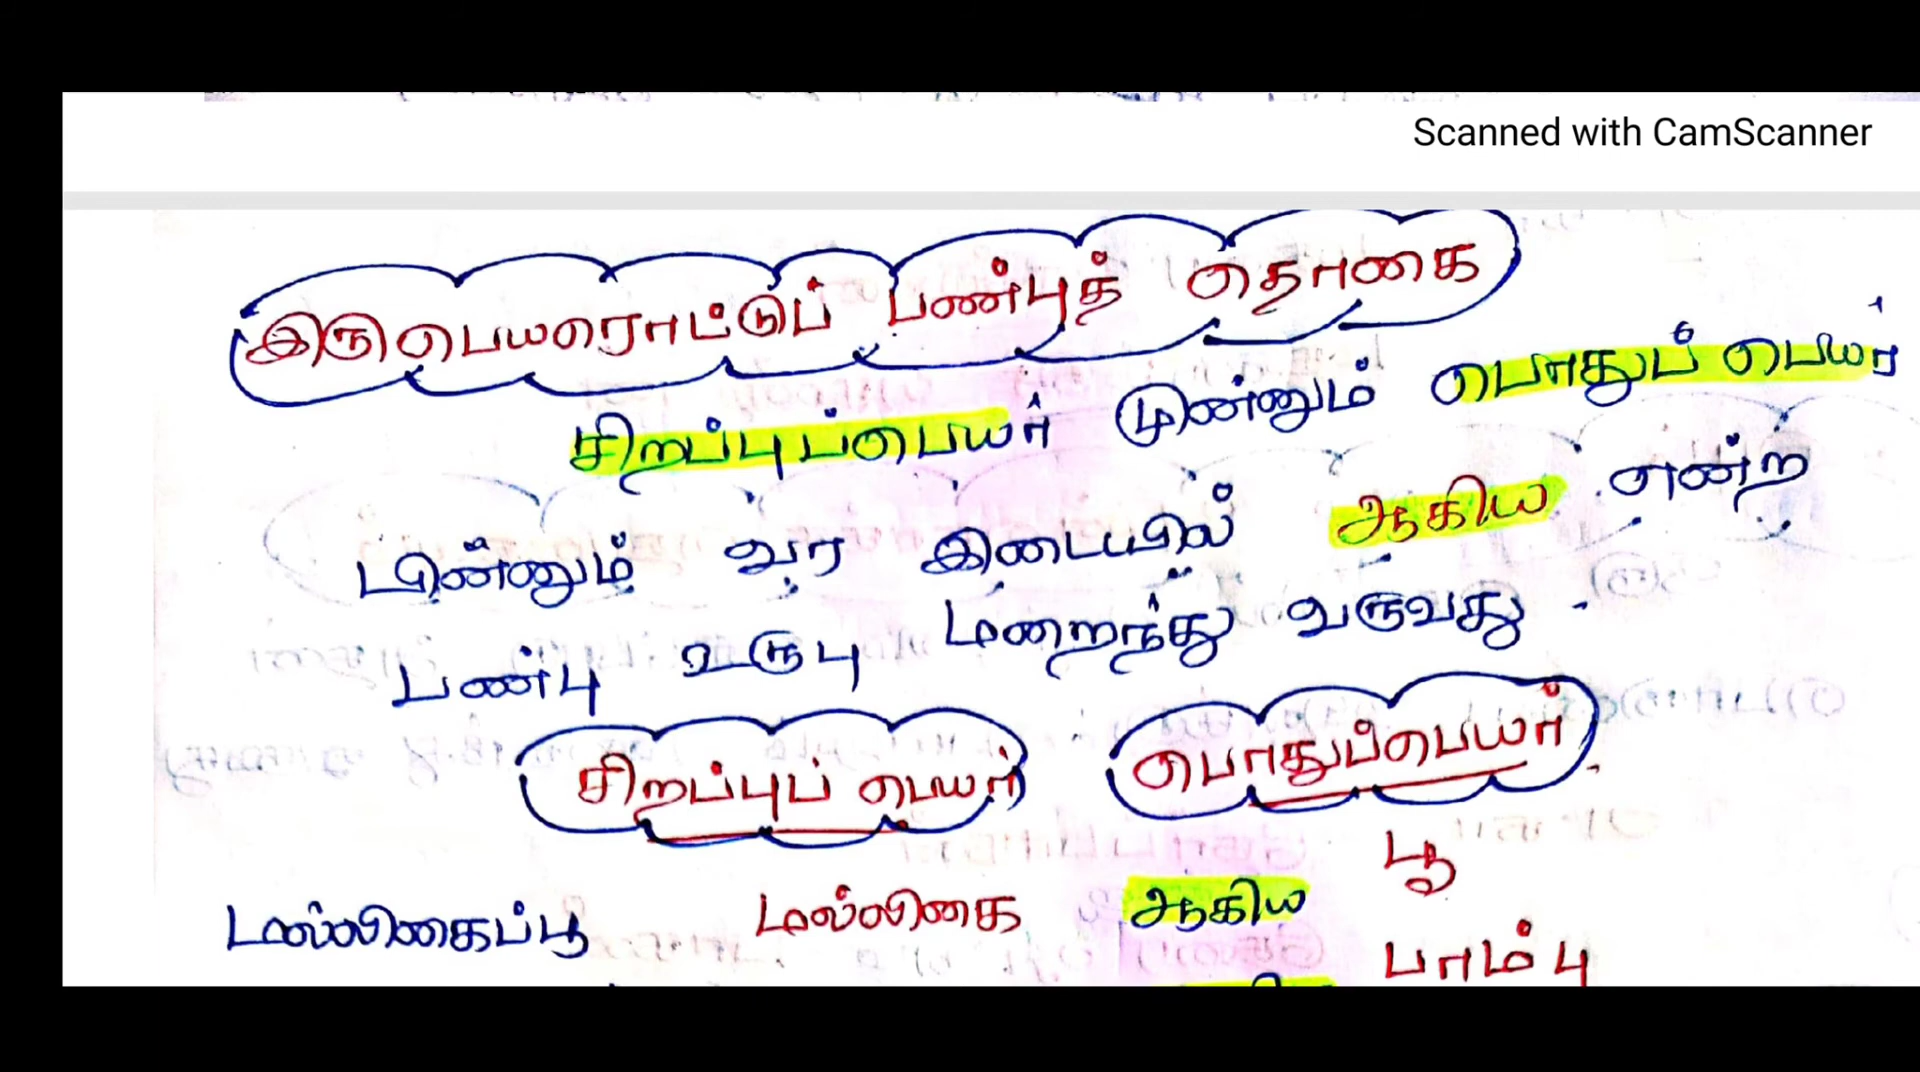 Scanned with CamScanner
இருபெயரொட்டுப் பண்புத் தொகை
சிறப்புப்பெயர் முன்னும் பொதுப் பெயர்
பின்னும் வர இடையில் ஆகிய என்ற
பண்பு உருபு மறைந்து வருவது.
சிறப்புப் பெயர் பொதுப்பெயர்
மல்லிகைப்பூ மல்லிகை ஆகிய பூ
பாம்பு